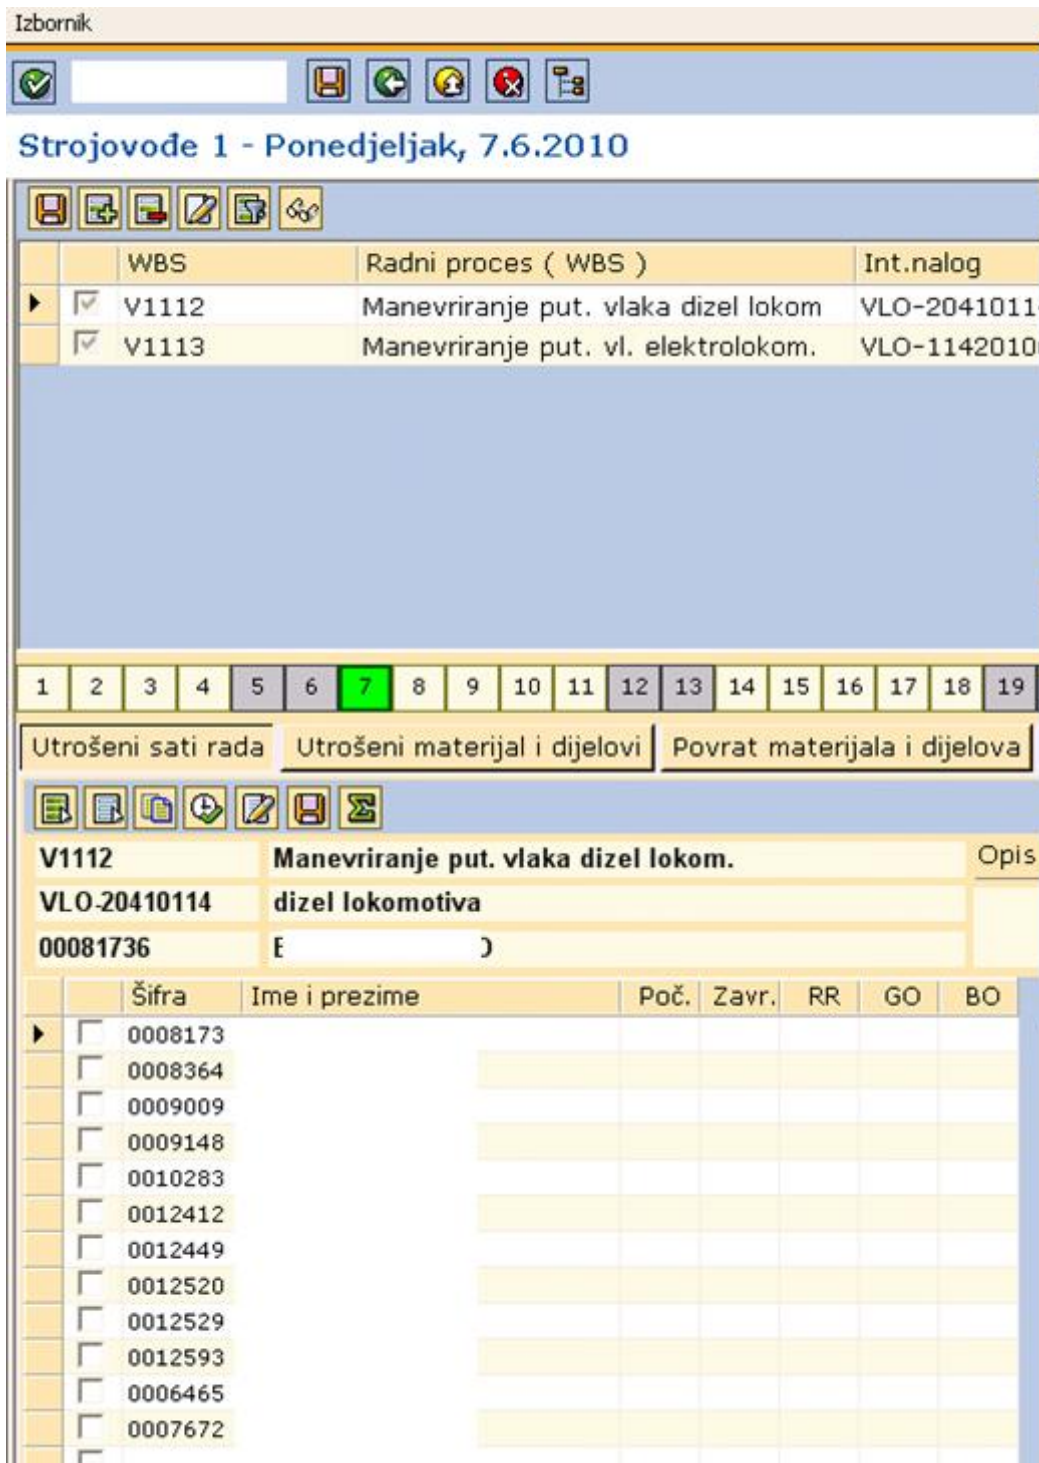 Izbornik
Strojovođe 1 - Ponedjeljak, 7.6.2010
WBS Radni proces ( WBS ) Int.nalog
V1112 Manevriranje put. vlaka dizel lokom VLO-2041011
V1113 Manevriranje put. vl. elektrolokom. VLO-1142010
1 2 3 4 5 6 7 8 9 10 11 12 13 14 15 16 17 18 19
Utrošeni sati rada Utrošeni materijal i dijelovi Povrat materijala i dijelova
V1112 Manevriranje put. vlaka dizel lokom. Opis
VLO-20410114 dizel lokomotiva
00081736
Šifra Ime i prezime Poč. Zavr. RR GO BO
0008173
0008364
0009009
0009148
0010283
0012412
0012449
0012520
0012529
0012593
0006465
0007672